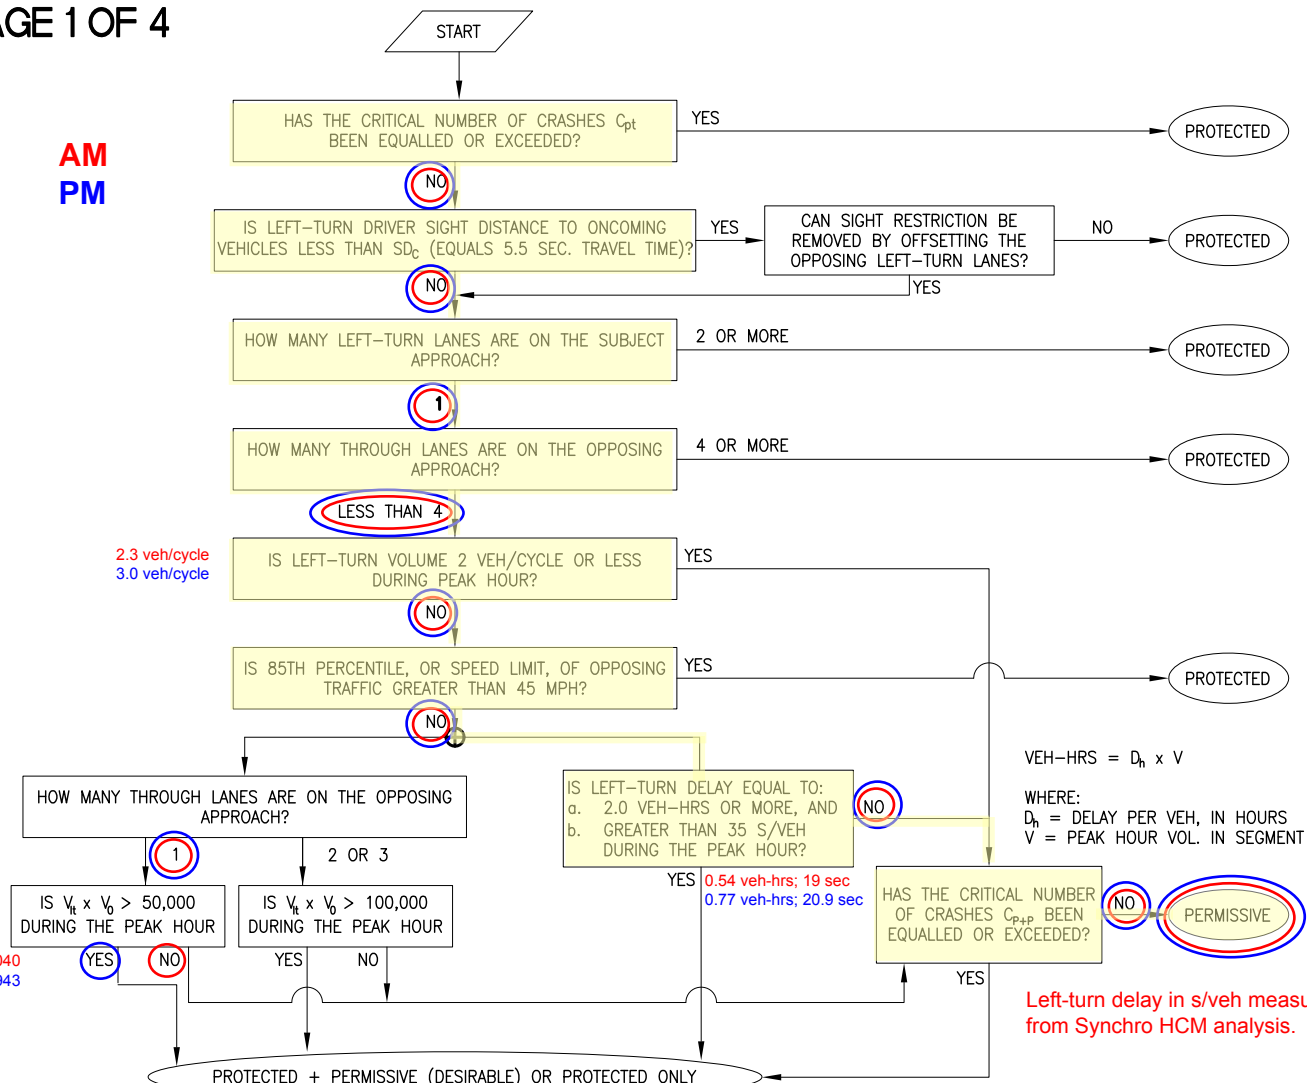 AGE 1 OF 4
START
AM
PM
HAS THE CRITICAL NUMBER OF CRASHES Cpt
BEEN EQUALLED OR EXCEEDED?
YES
PROTECTED
NO
IS LEFT-TURN DRIVER SIGHT DISTANCE TO ONCOMING
VEHICLES LESS THAN SDC (EQUALS 5.5 SEC. TRAVEL TIME)?
YES
CAN SIGHT RESTRICTION BE
REMOVED BY OFFSETTING THE
OPPOSING LEFT-TURN LANES?
NO
PROTECTED
NO
YES
HOW MANY LEFT-TURN LANES ARE ON THE SUBJECT
APPROACH?
2 OR MORE
PROTECTED
1
HOW MANY THROUGH LANES ARE ON THE OPPOSING
APPROACH?
4 OR MORE
PROTECTED
LESS THAN 4
2.3 veh/cycle
3.0 veh/cycle
IS LEFT-TURN VOLUME 2 VEH/CYCLE OR LESS
DURING PEAK HOUR?
YES
NO
IS 85TH PERCENTILE, OR SPEED LIMIT, OF OPPOSING
TRAFFIC GREATER THAN 45 MPH?
YES
PROTECTED
NO
HOW MANY THROUGH LANES ARE ON THE OPPOSING
APPROACH?
IS LEFT-TURN DELAY EQUAL TO:
a. 2.0 VEH-HRS OR MORE, AND
b. GREATER THAN 35 S/VEH
DURING THE PEAK HOUR?
NO
VEH-HRS = Dh x V
WHERE:
Dh = DELAY PER VEH, IN HOURS
V = PEAK HOUR VOL. IN SEGMENT
1
2 OR 3
YES
0.54 veh-hrs; 19 sec
0.77 veh-hrs; 20.9 sec
IS Vlt x Vo > 50,000
DURING THE PEAK HOUR
IS Vlt x Vo > 100,000
DURING THE PEAK HOUR
HAS THE CRITICAL NUMBER
OF CRASHES CP+P BEEN
EQUALLED OR EXCEEDED?
NO
PERMISSIVE
040
943
YES
NO
YES
NO
YES
Left-turn delay in s/veh measu
from Synchro HCM analysis.
PROTECTED + PERMISSIVE (DESIRABLE) OR PROTECTED ONLY